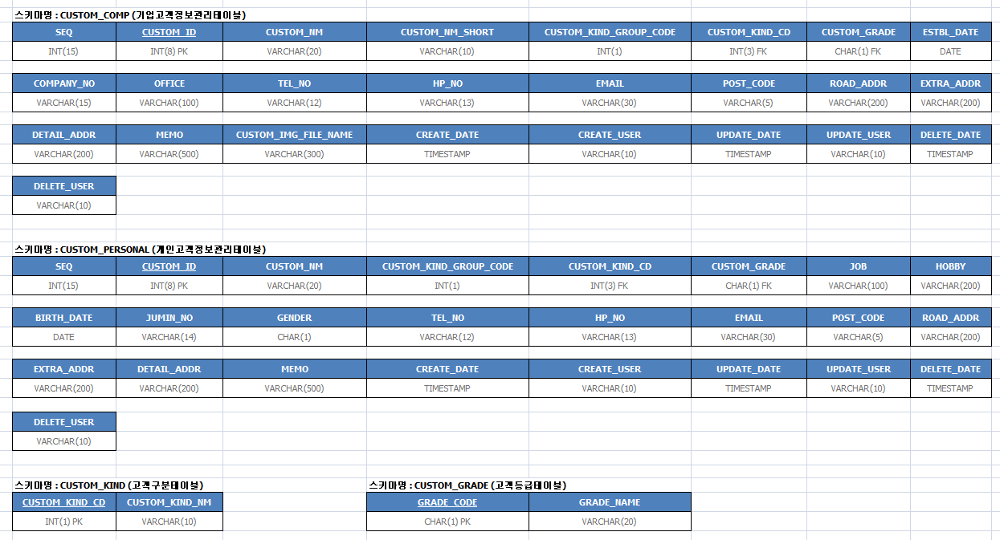 스키마명 : CUSTOM_COMP (기업고객정보관리테이블)
SEQ CUSTOM_ID CUSTOM_NM CUSTOM_NM_SHORT CUSTOM_KIND_GROUP_CODE CUSTOM_KIND_CD CUSTOM_GRADE ESTBL_DATE
INT(15) INT(8) PK VARCHAR(20) VARCHAR(10) INT(1) INT(3) FK CHAR(1) FK DATE
COMPANY_NO OFFICE TEL_NO HP_NO EMAIL POST_CODE ROAD_ADDR EXTRA_ADDR
VARCHAR(15) VARCHAR(100) VARCHAR(12) VARCHAR(13) VARCHAR(30) VARCHAR(5) VARCHAR(200) VARCHAR(200)
DETAIL_ADDR MEMO CUSTOM_IMG_FILE_NAME CREATE_DATE CREATE_USER UPDATE_DATE UPDATE_USER DELETE_DATE
VARCHAR(200) VARCHAR(500) VARCHAR(300) TIMESTAMP VARCHAR(10) TIMESTAMP VARCHAR(10) TIMESTAMP
DELETE_USER
VARCHAR(10)
스키마명 : CUSTOM_PERSONAL (개인고객정보관리테이블)
SEQ CUSTOM_ID CUSTOM_NM CUSTOM_KIND_GROUP_CODE CUSTOM_KIND_CD CUSTOM_GRADE JOB HOBBY
INT(15) INT(8) PK VARCHAR(20) INT(1) INT(3) FK CHAR(1) FK VARCHAR(100) VARCHAR(200)
BIRTH_DATE JUMIN_NO GENDER TEL_NO HP_NO EMAIL POST_CODE ROAD_ADDR
DATE VARCHAR(14) CHAR(1) VARCHAR(12) VARCHAR(13) VARCHAR(30) VARCHAR(5) VARCHAR(200)
EXTRA_ADDR DETAIL_ADDR MEMO CREATE_DATE CREATE_USER UPDATE_DATE UPDATE_USER DELETE_DATE
VARCHAR(200) VARCHAR(200) VARCHAR(500) TIMESTAMP VARCHAR(10) TIMESTAMP VARCHAR(10) TIMESTAMP
DELETE_USER
VARCHAR(10)
스키마명 : CUSTOM_KIND (고객구분테이블) 스키마명 : CUSTOM_GRADE (고객등급테이블)
CUSTOM_KIND_CD CUSTOM_KIND_NM GRADE_CODE GRADE_NAME
INT(1) PK VARCHAR(10) CHAR(1) PK VARCHAR(20)